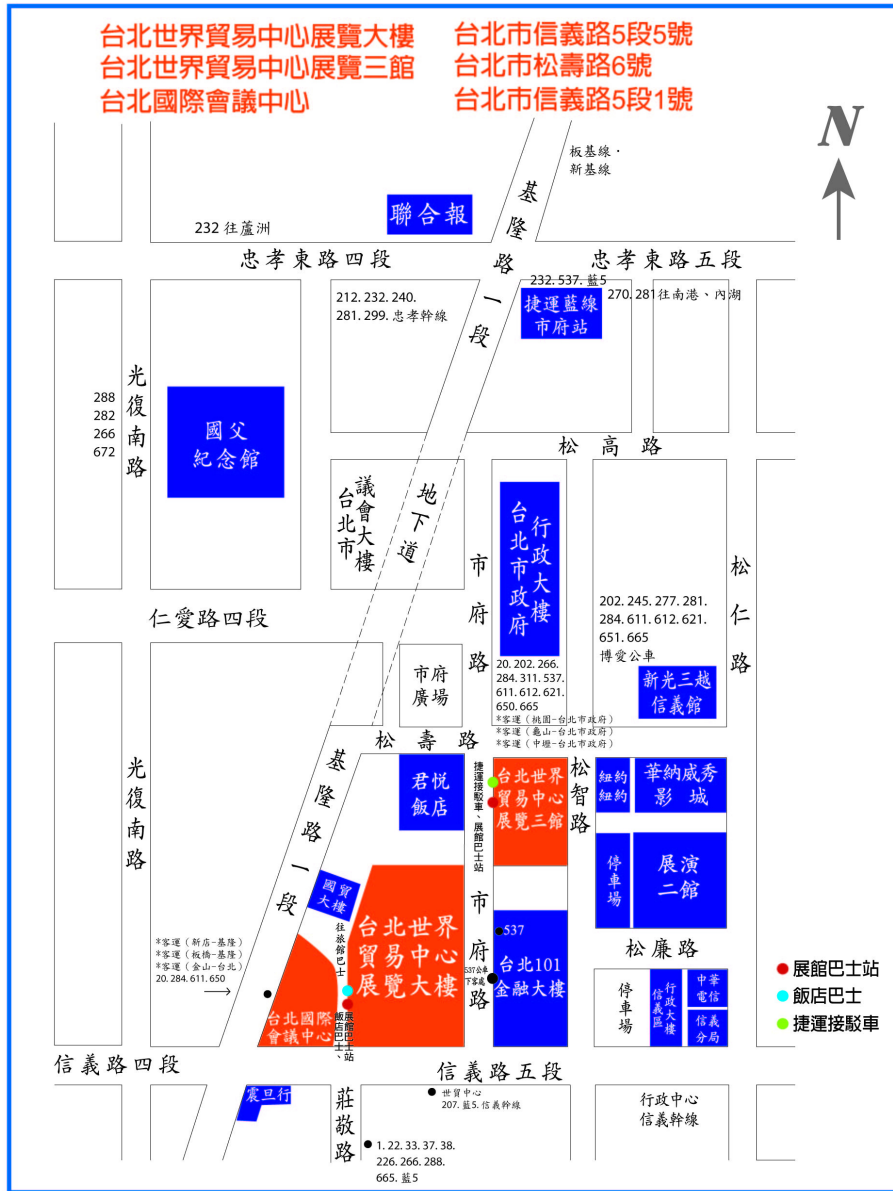 台北世界貿易中心展覽大樓 台北市信義路5段5號
台北世界貿易中心展覽三館 台北市松壽路6號
台北國際會議中心 台北市信義路5段1號
N
板基線．
新基線
基隆路一段
聯合報
232 往蘆洲
忠孝東路四段
忠孝東路五段
232. 537. 藍5
270. 281往南港、內湖
捷運藍線
市府站
212. 232. 240.
281. 299. 忠孝幹線
光復南路
288
282
266
672
國父
紀念館
松高路
台北市
議會大樓
地下道
市府路
台北市政府
行政大樓
松仁路
202. 245. 277. 281.
284. 611. 612. 621.
651. 665
博愛公車
仁愛路四段
市府
廣場
20. 202. 266.
284. 311. 537.
611. 612. 621.
650. 665
*客運（桃園-台北市政府）
*客運（龜山-台北市政府）
*客運（中壢-台北市政府）
新光三越
信義館
松壽路
基隆路一段
光復南路
君悦
飯店
捷運接駁車、展館巴士站
台北世界
貿易中心
展覽三館
松智路
紐約
紐約
華納威秀
影城
停車場
展演
二館
國貿
大樓
往旅館巴士
台北世界
貿易中心
展覽大樓
市府路
537
537公車
下客處
台北101
金融大樓
松廉路
*客運（新店-基隆）
*客運（板橋-基隆）
*客運（金山-台北）
20. 284. 611. 650
台北國際
會議中心
展館巴士站
飯店巴士、
停車場
信義區
行政大樓
中華
電信
信義
分局
展館巴士站
飯店巴士
捷運接駁車
信義路四段
信義路五段
震旦行
莊敬路
世貿中心
207. 藍5. 信義幹線
行政中心
信義幹線
1. 22. 33. 37. 38.
226. 266. 288.
665. 藍5